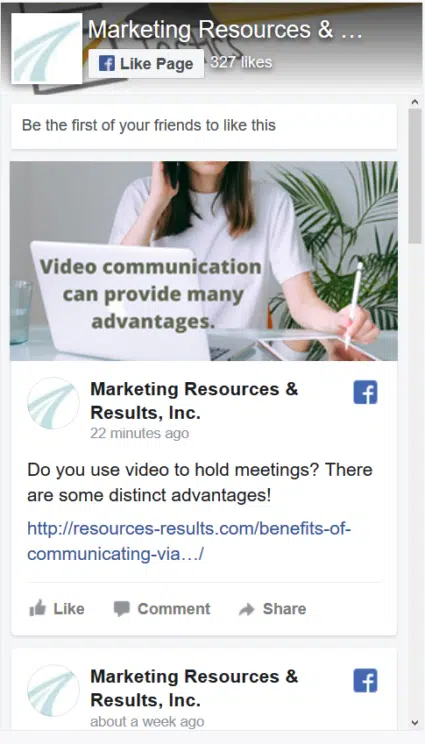 Marketing Resources & …
Like Page
327 likes
Be the first of your friends to like this
Video communication
can provide many
advantages.
Marketing Resources &
Results, Inc.
22 minutes ago
Do you use video to hold meetings? There
are some distinct advantages!
http://resources-results.com/benefits-of-
communicating-via…/
Like
Comment
Share
Marketing Resources &
Results, Inc.
about a week ago